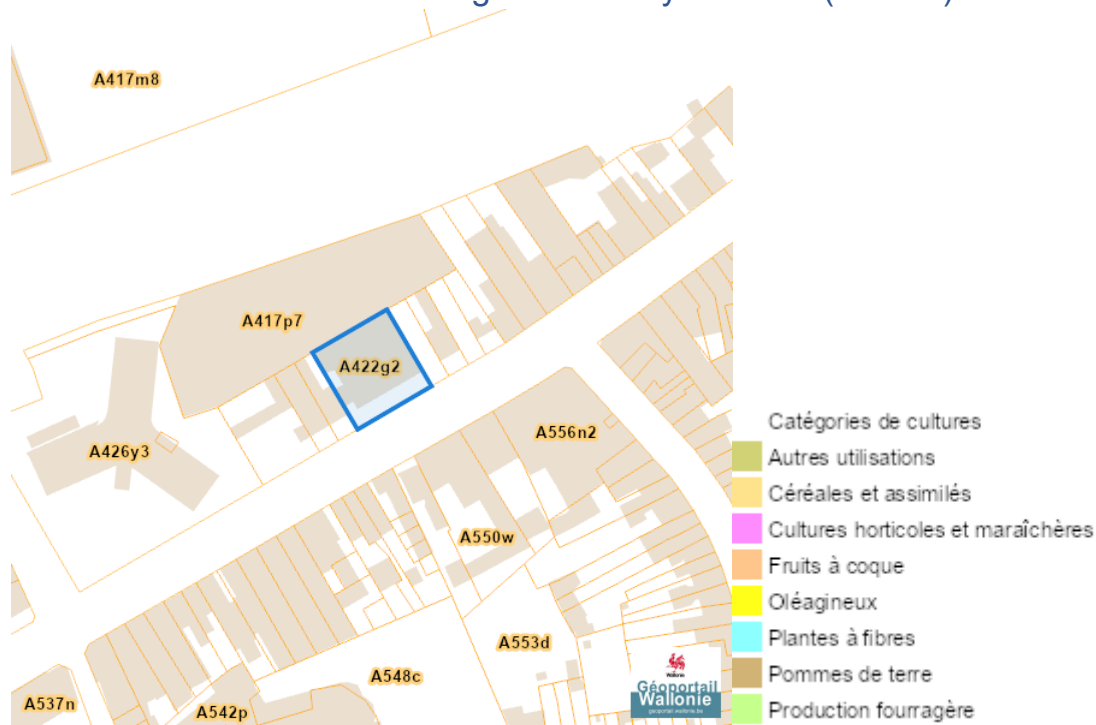 A417m8
A417p7
A422g2
A426y3
A556n2
A550w
A553d
A548c
A537n
A542p
Wallonie
Géoportail
Wallonie
geoportail.wallonie.be
Catégories de cultures
Autres utilisations
Céréales et assimilés
Cultures horticoles et maraîchères
Fruits à coque
Oléagineux
Plantes à fibres
Pommes de terre
Production fourragère